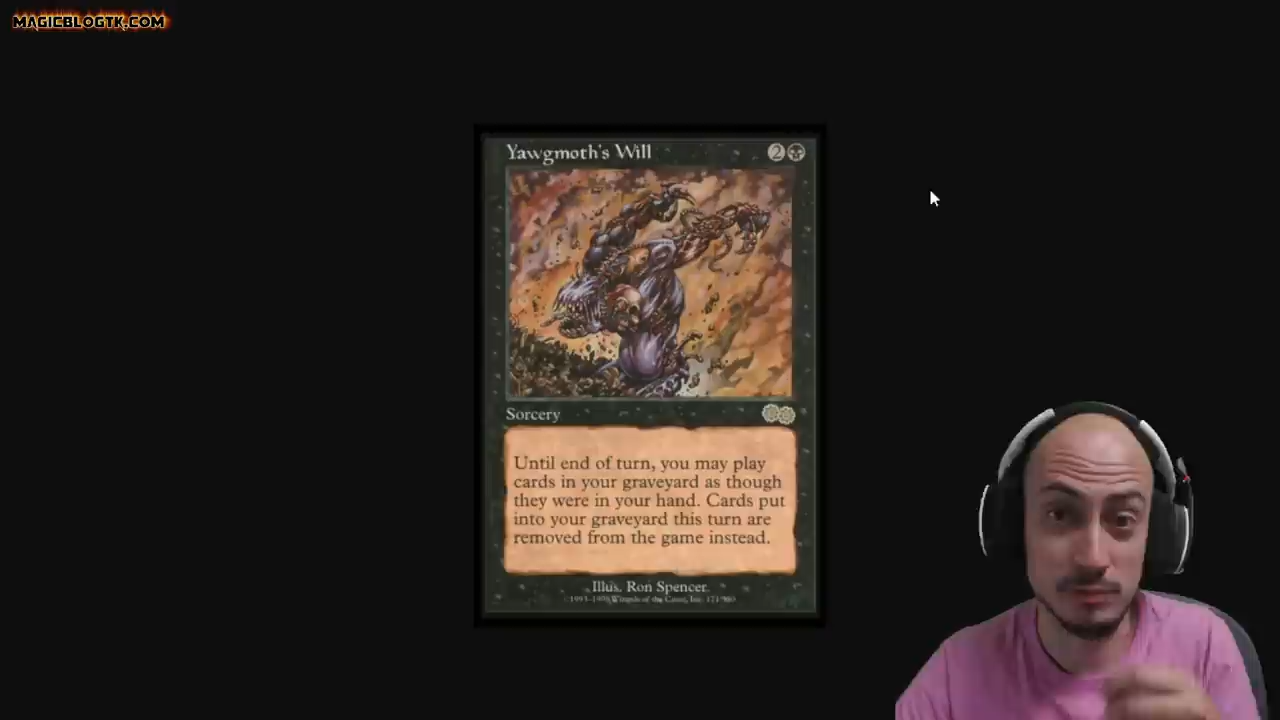 MAGICBLOGTK.COM
Yawgmoth's Will
2
Sorcery
Until end of turn, you may play
cards in your graveyard as though
they were in your hand. Cards put
into your graveyard this turn are
removed from the game instead.
Illus. Ron Spencer